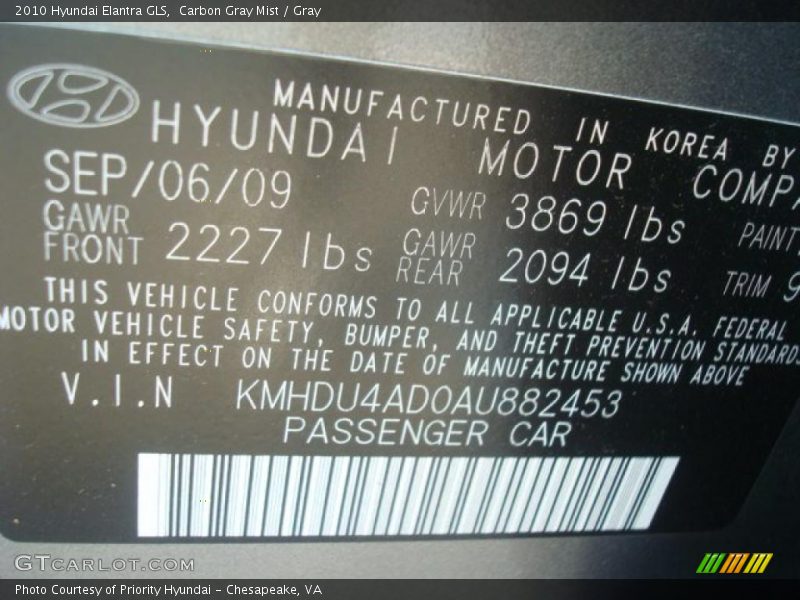 2010 Hyundai Elantra GLS, Carbon Gray Mist / Gray
MANUFACTURED IN KOREA BY
HYUNDAI MOTOR
SEP/06/09 GVWR 3869 lbs PAINT
GAWR FRONT 2227 lbs GAWR REAR 2094 lbs TRIM
THIS VEHICLE CONFORMS TO ALL APPLICABLE U.S.A. FEDERAL
MOTOR VEHICLE SAFETY, BUMPER, AND THEFT PREVENTION STANDARDS
IN EFFECT ON THE DATE OF MANUFACTURE SHOWN ABOVE
V.I.N KMHDU4AD0AU882453
PASSENGER CAR
GTCARLOT.COM
Photo Courtesy of Priority Hyundai - Chesapeake, VA